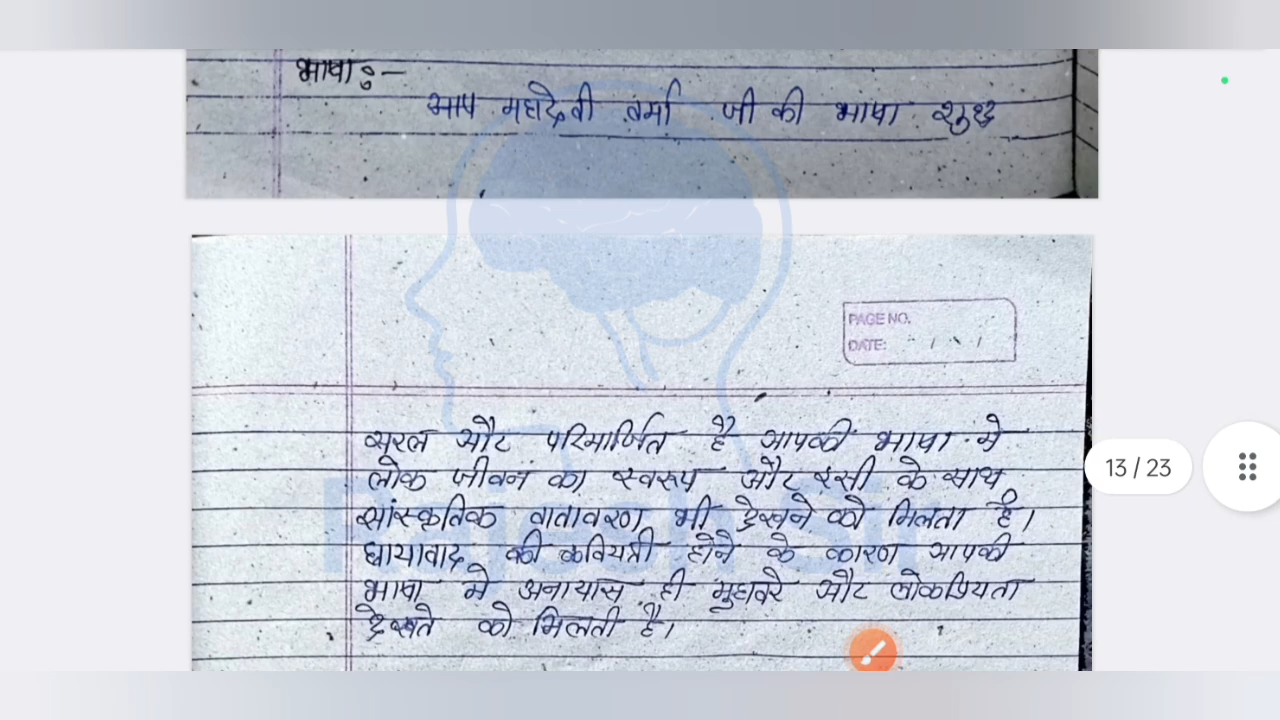 भाषा :-
आप महादेवी वर्मा जी की भाषा शुध्द
PAGE NO.
DATE: / /
सरल और परिमार्जित है आपकी भाषा मे
लोक जीवन का स्वरूप और इसी के साथ
सांस्कृतिक वातावरण भी देखने को मिलता है।
छायावाद की कवियत्री होने के कारण आपकी
भाषा मे अनायास ही मुहावरे और लोकप्रियता
देखते को मिलती है।
13 / 23